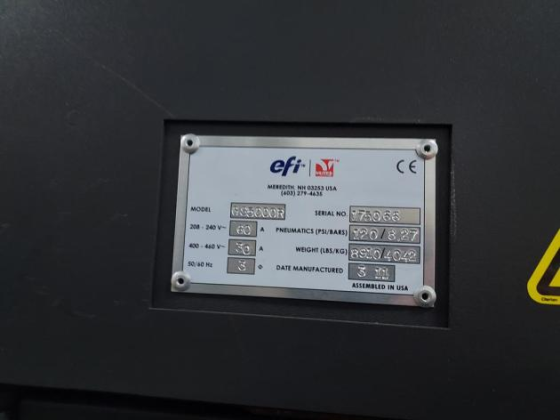 efi
CE
MEREDITH, NH 03253 USA
(603) 279-4635
MODEL GS5000R SERIAL NO. 175066
208 - 240 V~ 60 A PNEUMATICS (PSI/BARS) 120/8.27
400 - 460 V~ 30 A WEIGHT (LBS/KG) 8910/4042
50/60 Hz 3 Φ DATE MANUFACTURED 3 11
ASSEMBLED IN USA